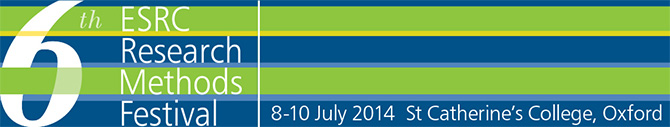 6th ESRC
Research
Methods
Festival
8-10 July 2014 St Catherine's College, Oxford